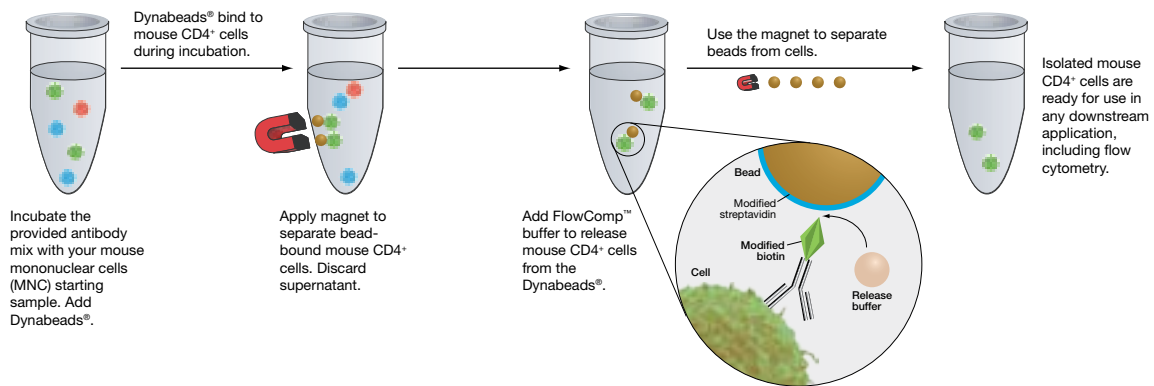 Dynabeads® bind to
mouse CD4⁺ cells
during incubation.
Use the magnet to separate
beads from cells.
Isolated mouse
CD4⁺ cells are
ready for use in
any downstream
application,
including flow
cytometry.
Incubate the
provided antibody
mix with your mouse
mononuclear cells
(MNC) starting
sample. Add
Dynabeads®.
Apply magnet to
separate bead-
bound mouse CD4⁺
cells. Discard
supernatant.
Add FlowComp™
buffer to release
mouse CD4⁺ cells
from the
Dynabeads®.
Bead
Modified
streptavidin
Modified
biotin
Cell
Release
buffer